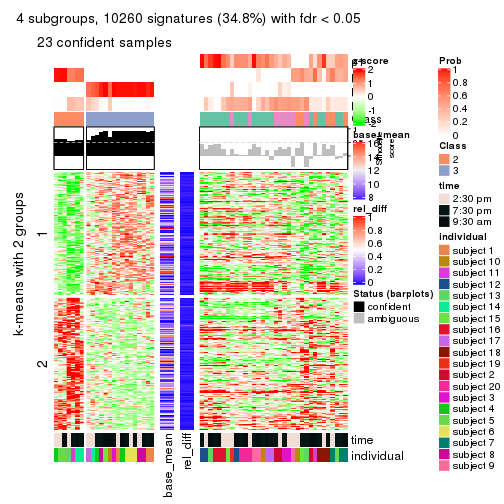 4 subgroups, 10260 signatures (34.8%) with fdr < 0.05
23 confident samples
k-means with 2 groups
1
2
z-score
2
1
0
-1
-2
Class
base_mean
16
14
12
10
8
rel_diff
1
0.8
0.6
0.4
0.2
0
Status (barplots)
confident
ambiguous
Silhouette
score
time
individual
base_mean
rel_diff
Prob
1
0.8
0.6
0.4
0.2
0
Class
2
3
time
2:30 pm
7:30 pm
9:30 am
individual
subject 1
subject 10
subject 11
subject 12
subject 13
subject 14
subject 15
subject 16
subject 17
subject 18
subject 19
subject 2
subject 20
subject 3
subject 4
subject 5
subject 6
subject 7
subject 8
subject 9